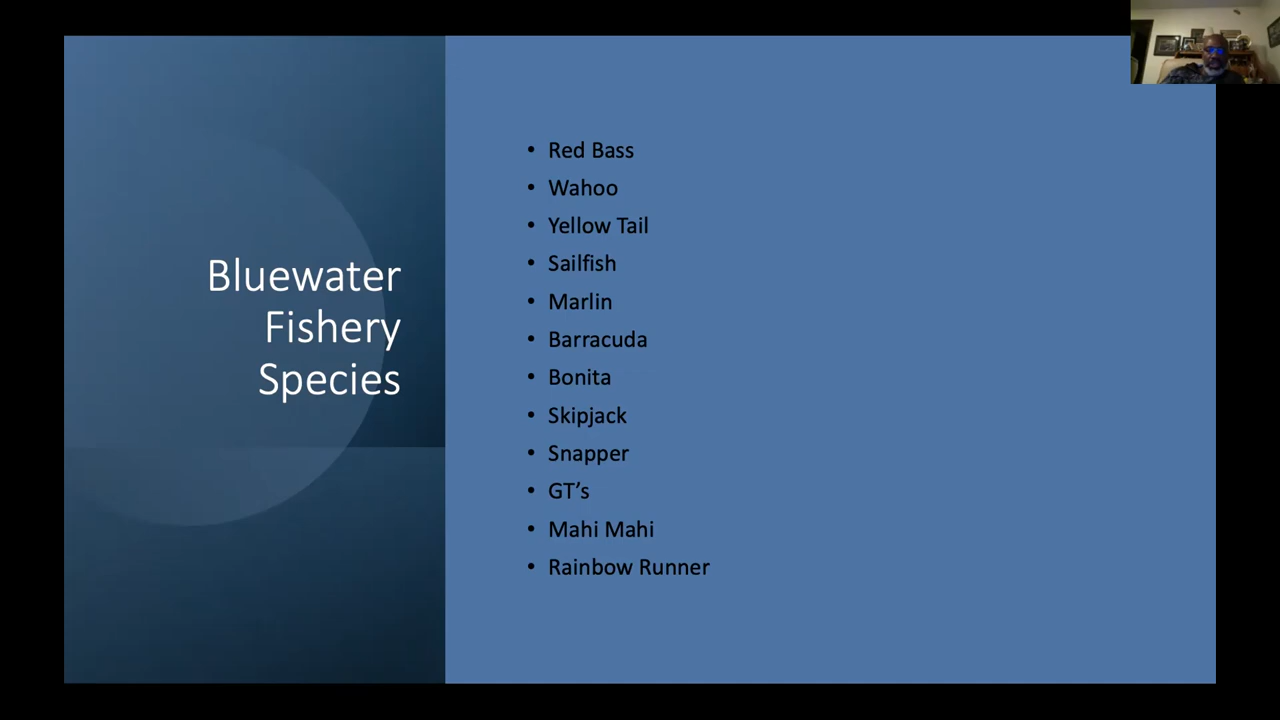 Bluewater
Fishery
Species
• Red Bass
• Wahoo
• Yellow Tail
• Sailfish
• Marlin
• Barracuda
• Bonita
• Skipjack
• Snapper
• GT’s
• Mahi Mahi
• Rainbow Runner